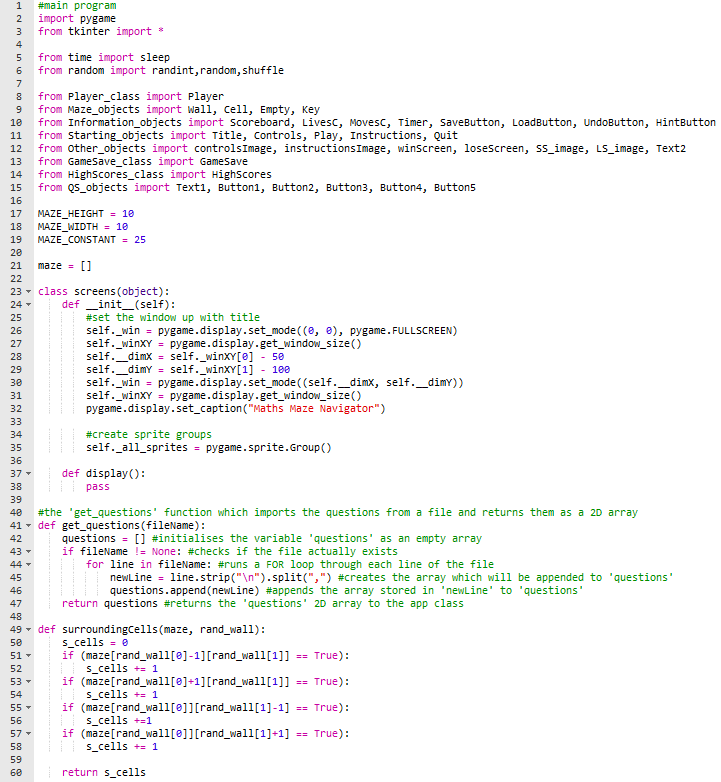 1 #main program
2 import pygame
3 from tkinter import *
4
5 from time import sleep
6 from random import randint,random,shuffle
7
8 from Player_class import Player
9 from Maze_objects import Wall, Cell, Empty, Key
10 from Information_objects import Scoreboard, LivesC, MovesC, Timer, SaveButton, LoadButton, UndoButton, HintButton
11 from Starting_objects import Title, Controls, Play, Instructions, Quit
12 from Other_objects import controlsImage, instructionsImage, winScreen, loseScreen, SS_image, LS_image, Text2
13 from GameSave_class import GameSave
14 from HighScores_class import HighScores
15 from QS_objects import Text1, Button1, Button2, Button3, Button4, Button5
16
17 MAZE_HEIGHT = 10
18 MAZE_WIDTH = 10
19 MAZE_CONSTANT = 25
20
21 maze = []
22
23 class screens(object):
24     def __init__(self):
25         #set the window up with title
26         self._win = pygame.display.set_mode((0, 0), pygame.FULLSCREEN)
27         self._winXY = pygame.display.get_window_size()
28         self.__dimX = self._winXY[0] - 50
29         self.__dimY = self._winXY[1] - 100
30         self._win = pygame.display.set_mode((self.__dimX, self.__dimY))
31         self._winXY = pygame.display.get_window_size()
32         pygame.display.set_caption("Maths Maze Navigator")
33
34         #create sprite groups
35         self._all_sprites = pygame.sprite.Group()
36
37     def display():
38         pass
39
40 #the 'get_questions' function which imports the questions from a file and returns them as a 2D array
41 def get_questions(fileName):
42     questions = [] #initialises the variable 'questions' as an empty array
43     if fileName != None: #checks if the file actually exists
44         for line in fileName: #runs a FOR loop through each line of the file
45             newLine = line.strip("\n").split(",") #creates the array which will be appended to 'questions'
46             questions.append(newLine) #appends the array stored in 'newLine' to 'questions'
47     return questions #returns the 'questions' 2D array to the app class
48
49 def surroundingCells(maze, rand_wall):
50     s_cells = 0
51     if (maze[rand_wall[0]-1][rand_wall[1]] == True):
52         s_cells += 1
53     if (maze[rand_wall[0]+1][rand_wall[1]] == True):
54         s_cells += 1
55     if (maze[rand_wall[0]][rand_wall[1]-1] == True):
56         s_cells +=1
57     if (maze[rand_wall[0]][rand_wall[1]+1] == True):
58         s_cells += 1
59
60     return s_cells